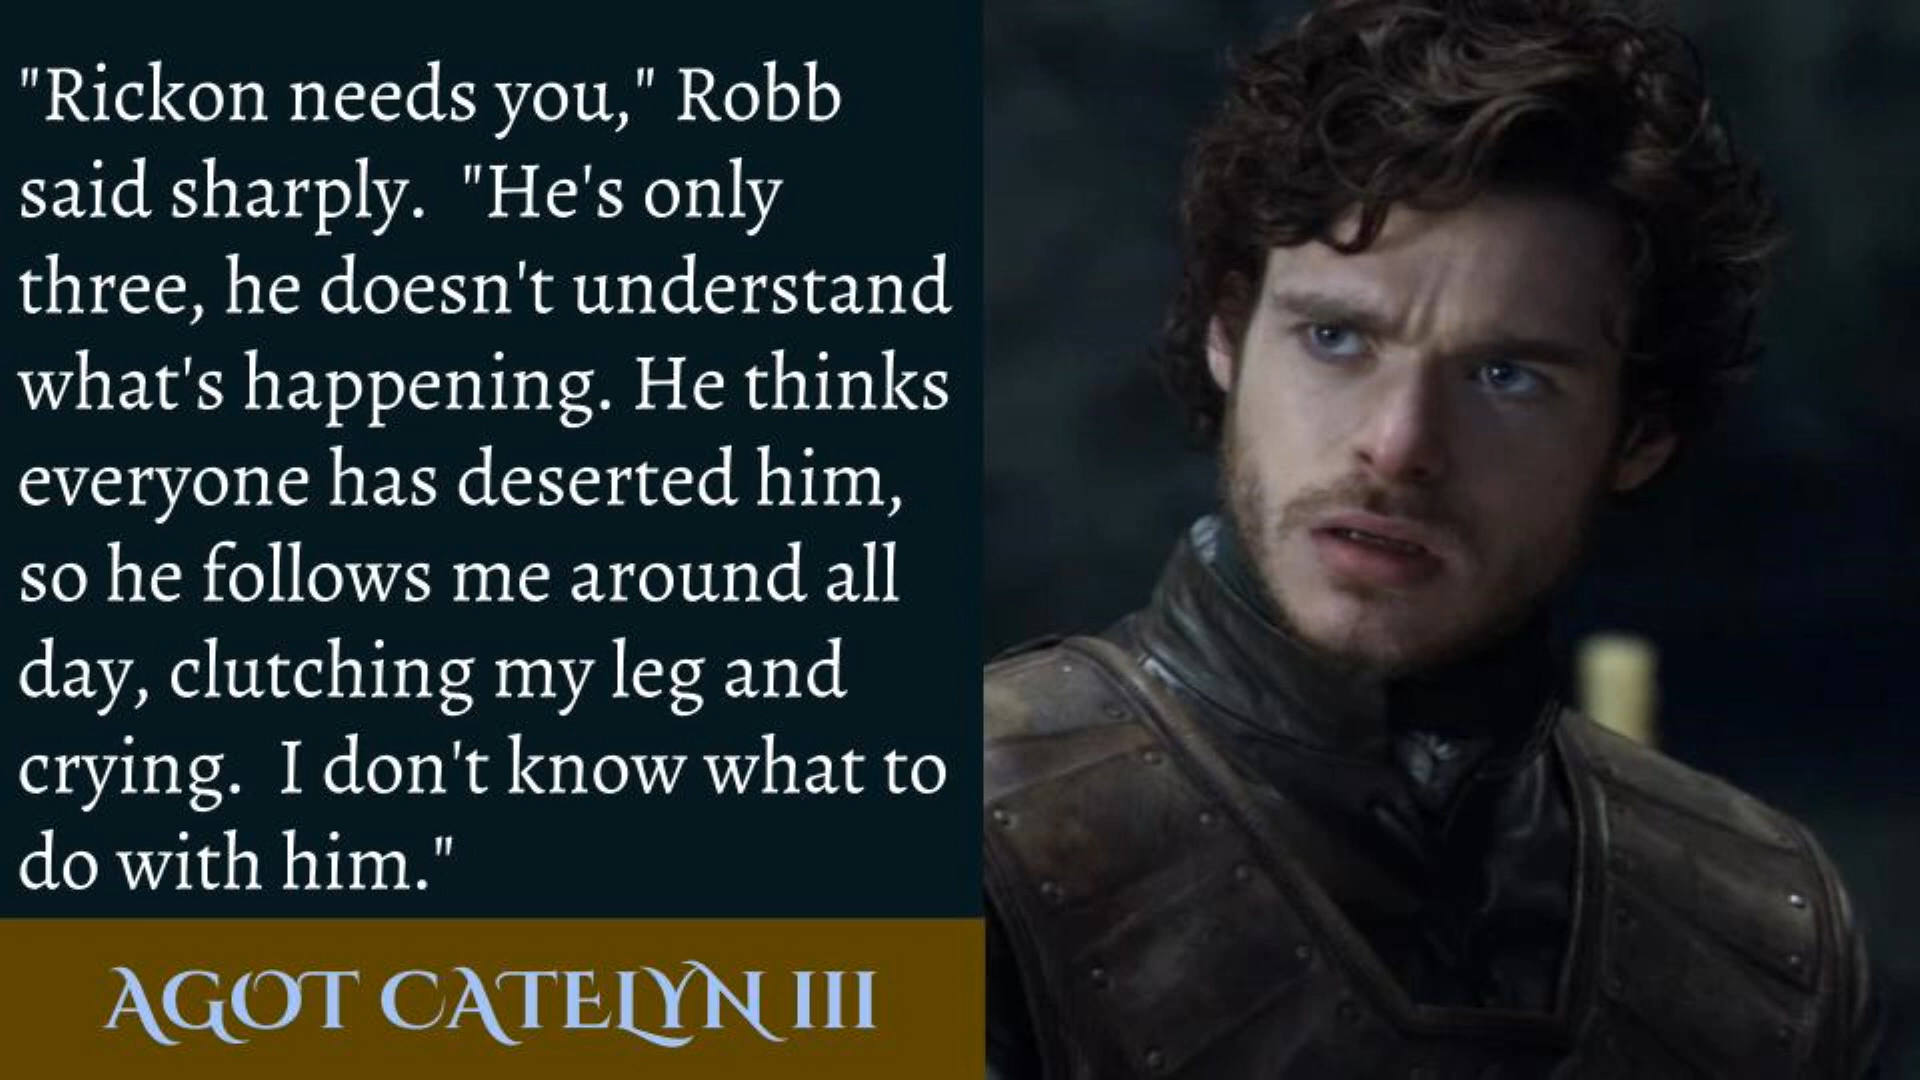 "Rickon needs you," Robb
said sharply.  "He's only
three, he doesn't understand
what's happening. He thinks
everyone has deserted him,
so he follows me around all
day, clutching my leg and
crying.  I don't know what to
do with him."
AGOT CATELYN III